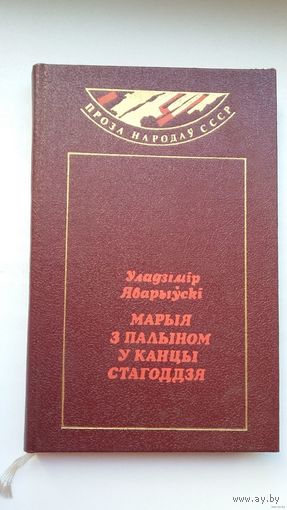 ПРОЗА НАРОДАЎ СССР
Уладзімір
Яварыўскі
МАРЫЯ
З ПАЛЫНОМ
У КАНЦЫ
СТАГОДДЗЯ
www.ay.by